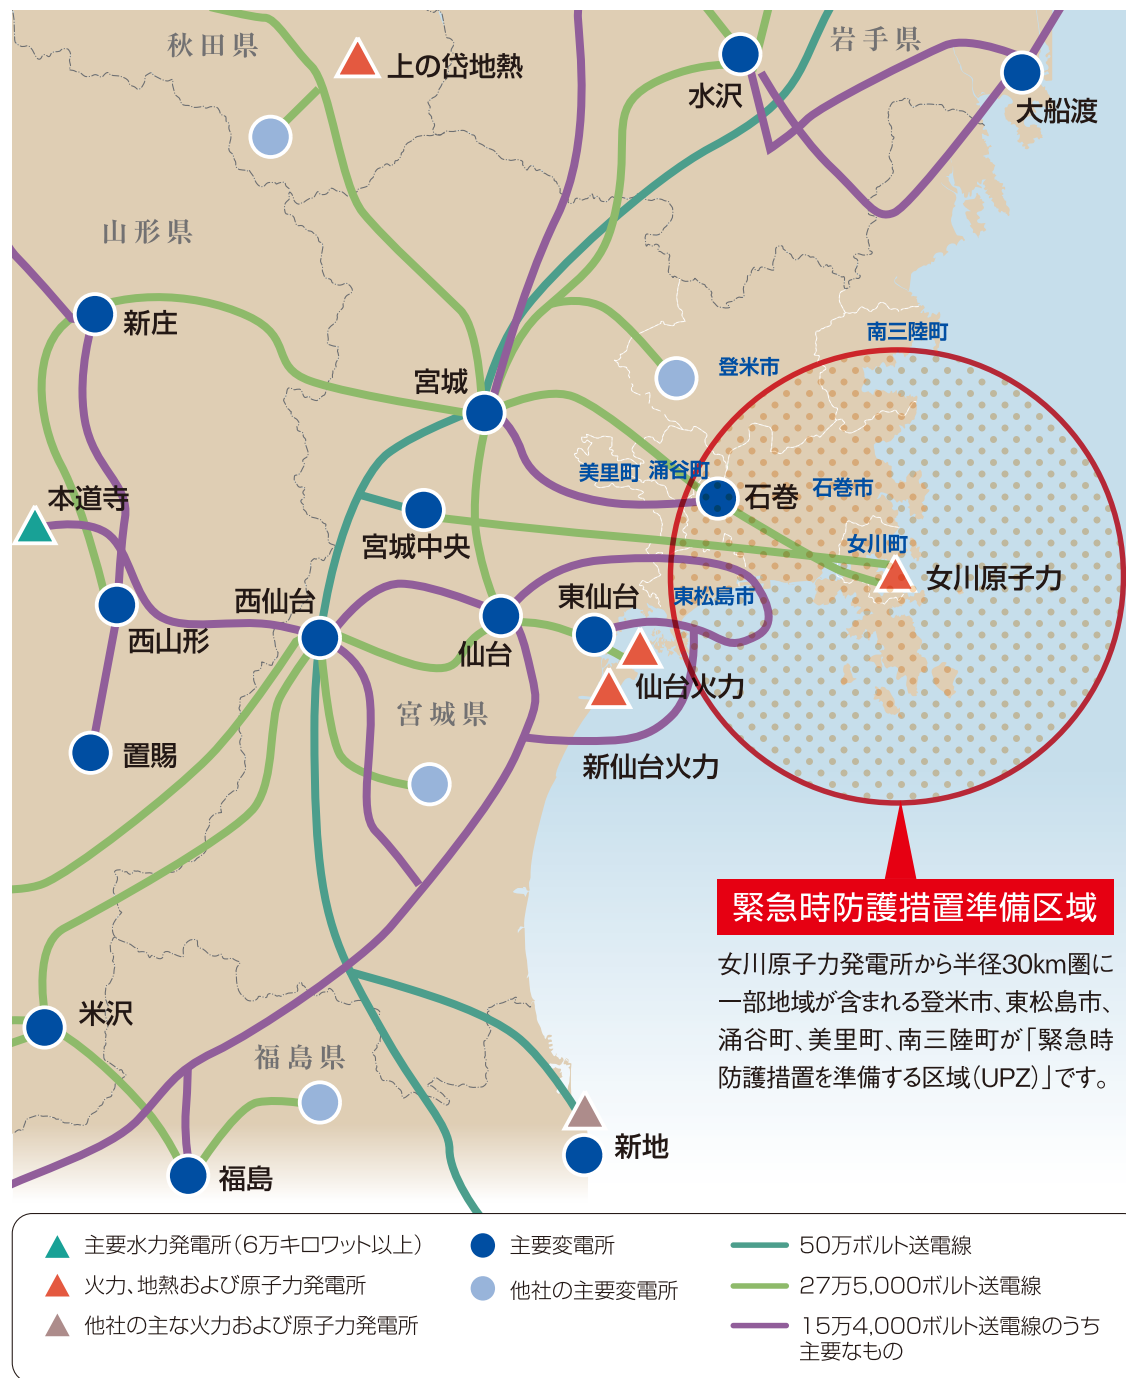 秋田県
上の岱地熱
岩手県
水沢
大船渡
山形県
新庄
南三陸町
登米市
宮城
美里町
涌谷町
石巻
石巻市
本道寺
宮城中央
女川町
女川原子力
西仙台
東仙台
東松島市
西山形
仙台
仙台火力
宮城県
置賜
新仙台火力
緊急時防護措置準備区域
女川原子力発電所から半径30km圏に
一部地域が含まれる登米市、東松島市、
涌谷町、美里町、南三陸町が「緊急時
防護措置を準備する区域（UPZ）」です。
米沢
福島県
新地
福島
主要水力発電所（6万キロワット以上）
火力、地熱および原子力発電所
他社の主な火力および原子力発電所
主要変電所
他社の主要変電所
50万ボルト送電線
27万5,000ボルト送電線
15万4,000ボルト送電線のうち
主要なもの